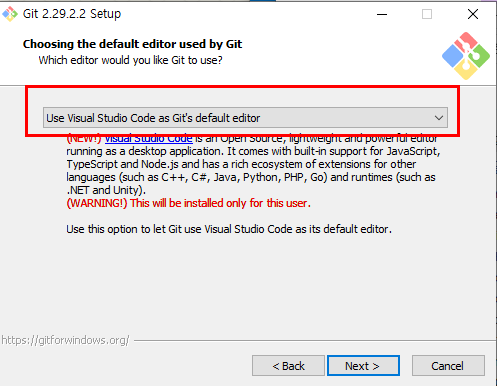 Git 2.29.2.2 Setup
Choosing the default editor used by Git
Which editor would you like Git to use?
Use Visual Studio Code as Git's default editor
(NEW!) Visual Studio Code is an Open Source, lightweight and powerful editor
running as a desktop application. It comes with built-in support for JavaScript,
TypeScript and Node.js and has a rich ecosystem of extensions for other
languages (such as C++, C#, Java, Python, PHP, Go) and runtimes (such as
.NET and Unity).
(WARNING!) This will be installed only for this user.
Use this option to let Git use Visual Studio Code as its default editor.
https://gitforwindows.org/
< Back
Next >
Cancel